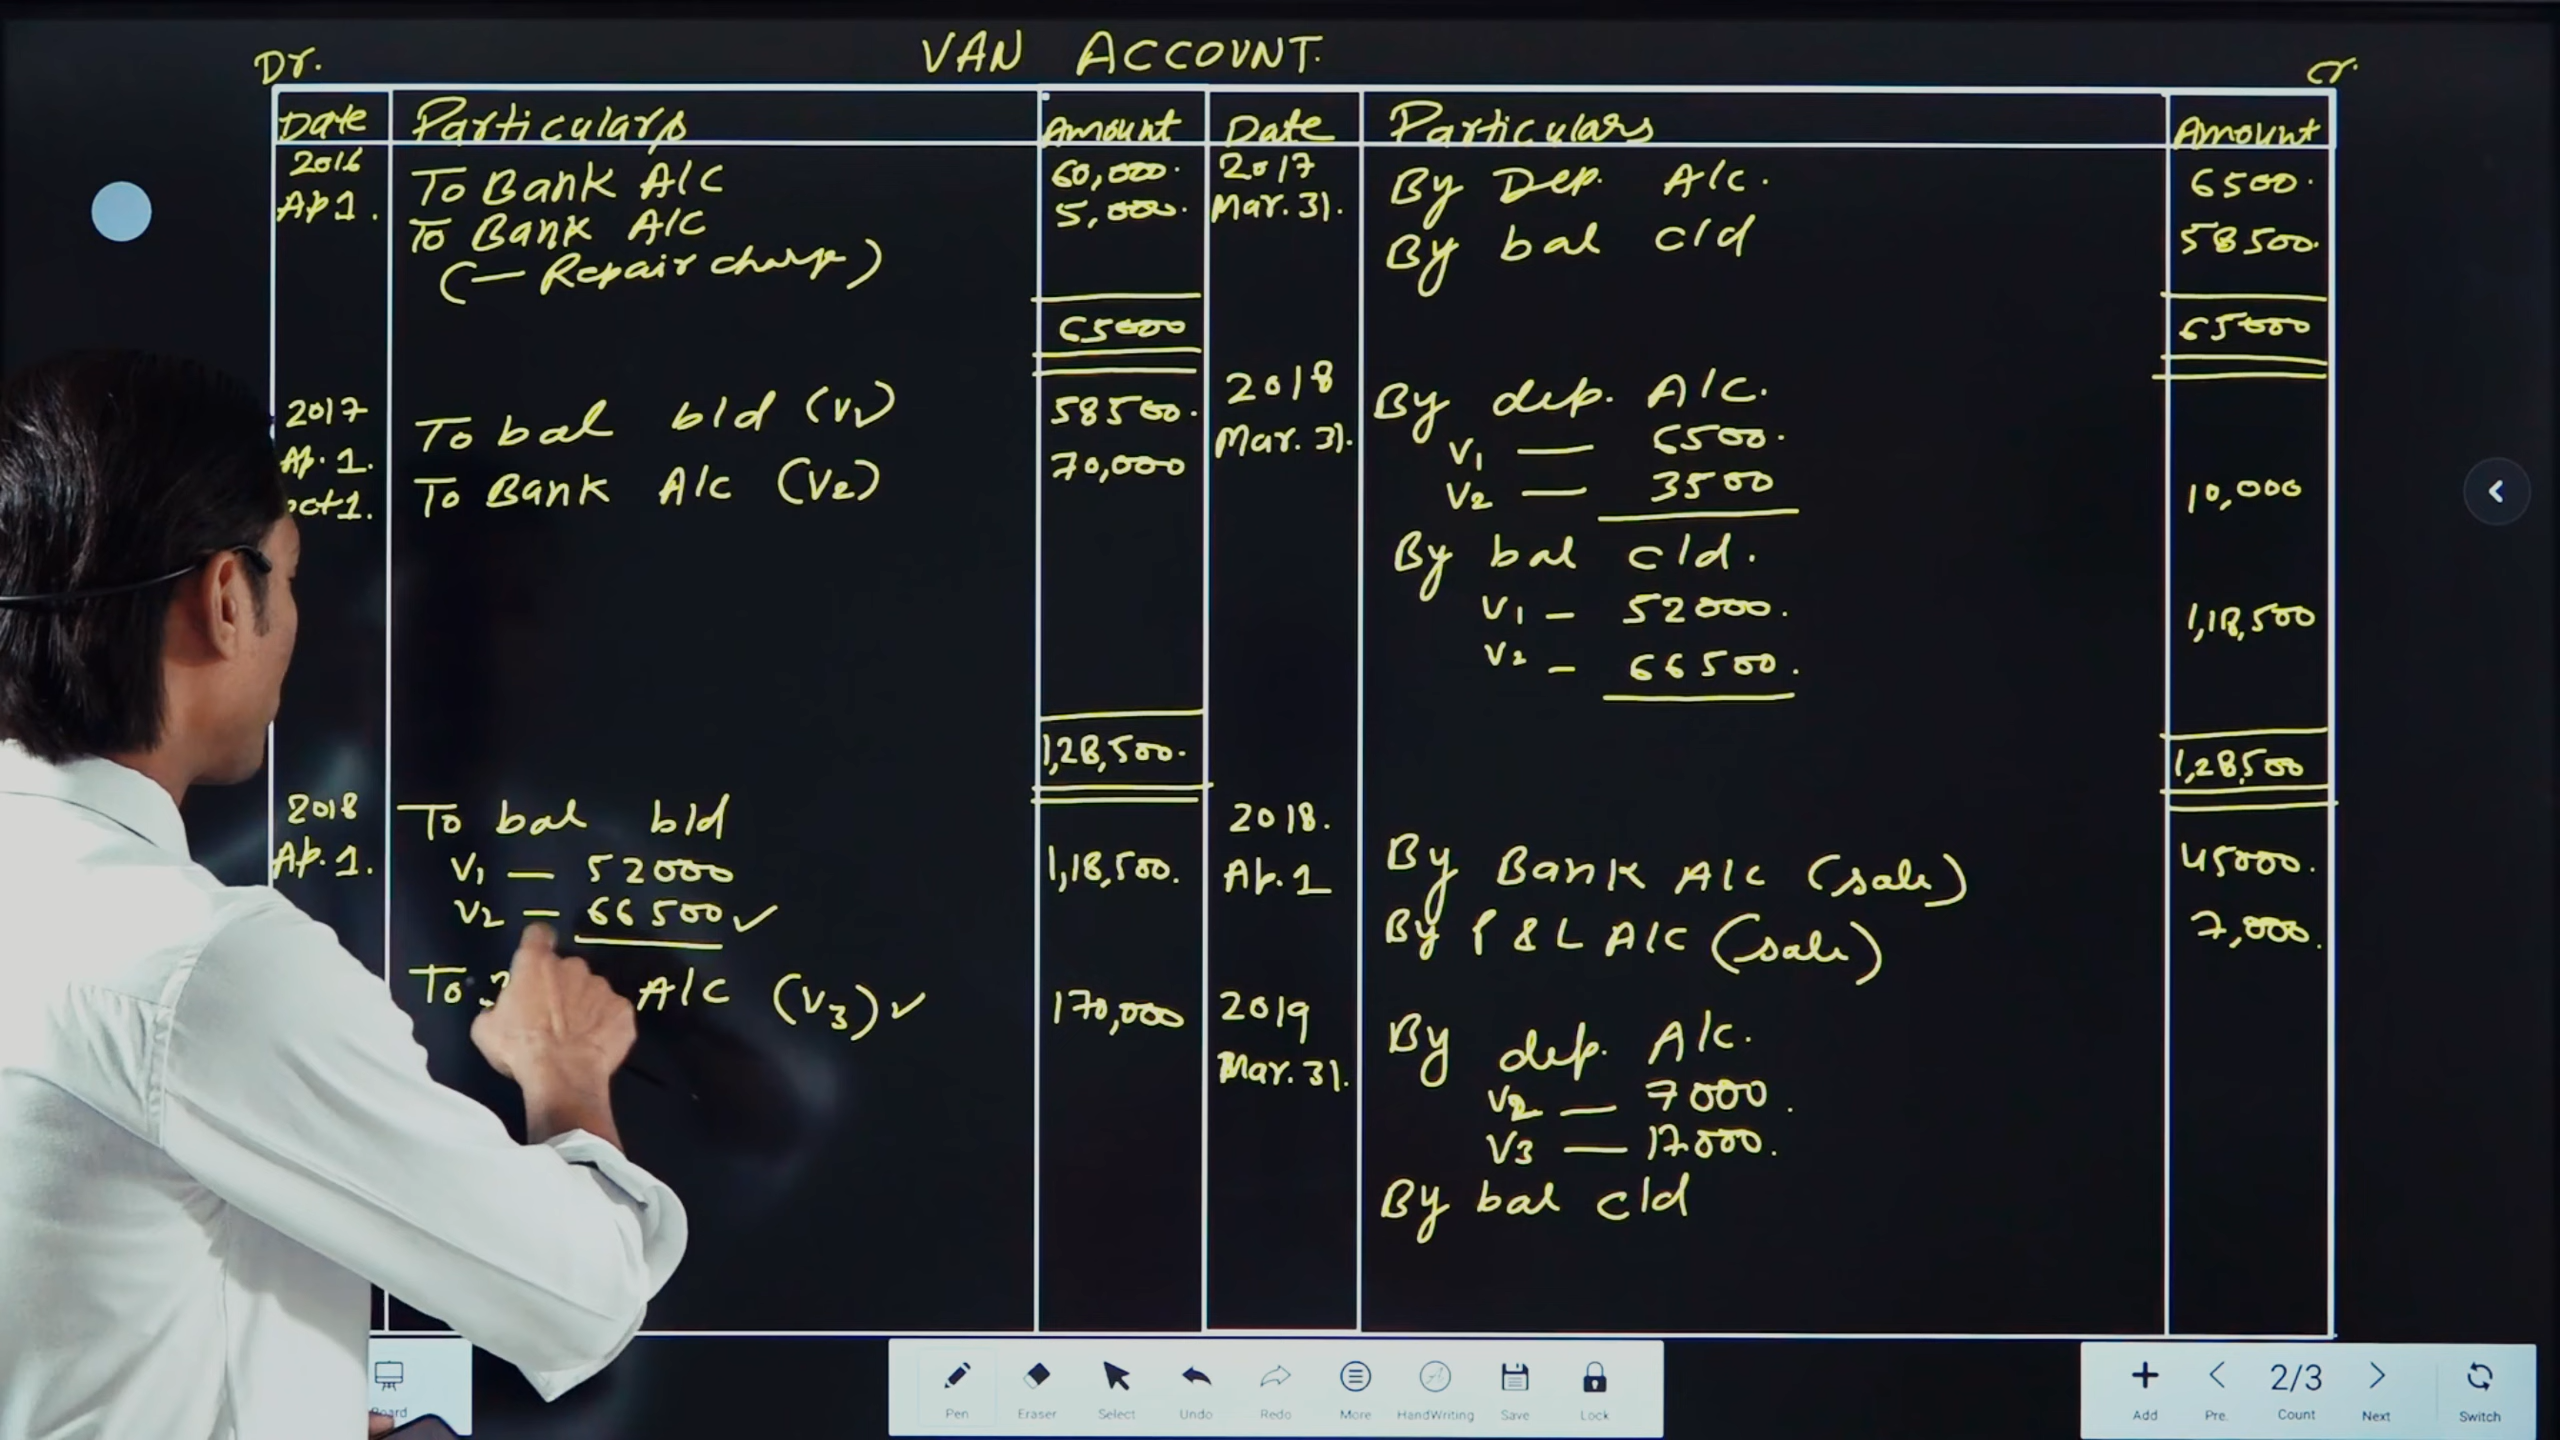 VAN ACCOUNT.
Dr.
Cr.
Date Particulars Amount Date Particulars Amount
2016 To Bank A/C 60,000. 2017 By Dep. A/c. 6500.
Ap 1. To Bank A/C 5,000. Mar. 31. By bal c/d 58500.
(— Repair charge)
65000 65000
2017 To bal b/d (V1) 58500. 2018 By dep. A/c.
Ap. 1. To Bank A/c (V2) 70,000 Mar. 31. V1 — 6500.
oct 1. V2 — 3500 10,000
By bal c/d.
V1 — 52000. 1,18,500
V2 — 66500.
1,28,500. 1,28,500
2018 To bal b/d 2018.
Ap. 1. V1 — 52000 1,18,500. Ap. 1 By Bank A/c (sale) 45000.
V2 — 66500 ✓ By P & L A/C (sale) 7,000.
To A/C (V3) ✓ 170,000 2019 By dep. A/c.
Mar. 31. V2 — 7000.
V3 — 17000.
By bal c/d
Pen Eraser Select Undo Redo More HandWriting Save Lock
2/3
Add Pre. Count Next Switch